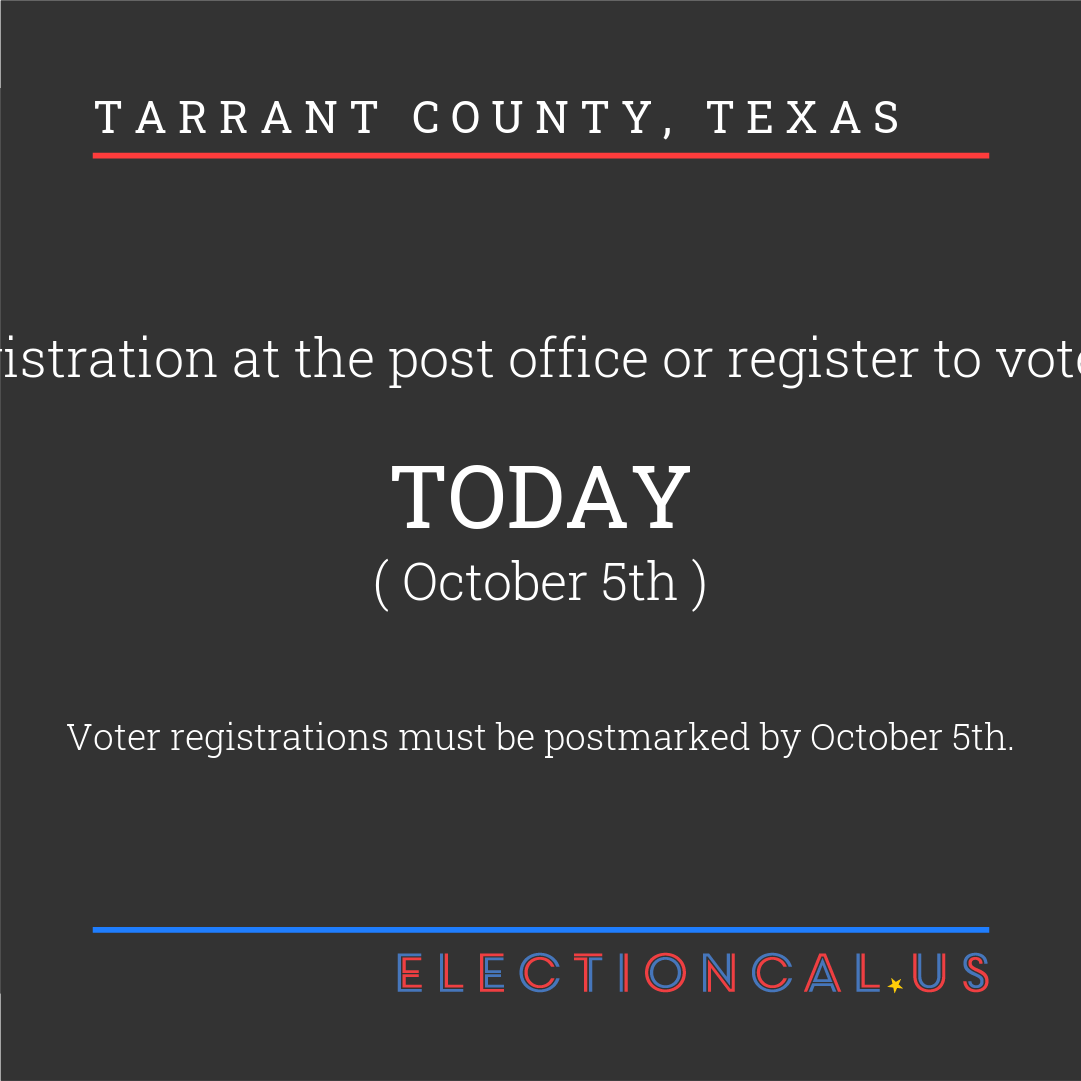 TARRANT COUNTY, TEXAS
istration at the post office or register to vote
TODAY
( October 5th )
Voter registrations must be postmarked by October 5th.
ELECTIONCAL.US